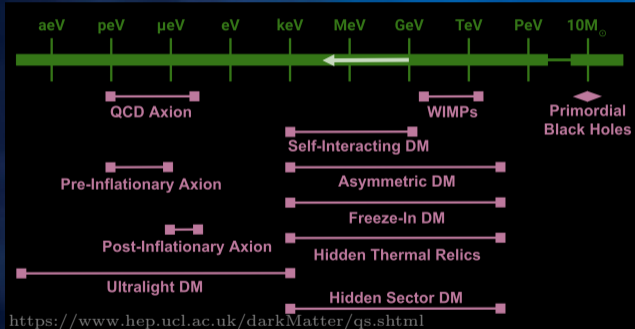 aeV peV μeV eV keV MeV GeV TeV PeV 10M☉
QCD Axion
WIMPs
Primordial
Black Holes
Self-Interacting DM
Pre-Inflationary Axion
Asymmetric DM
Freeze-In DM
Post-Inflationary Axion
Hidden Thermal Relics
Ultralight DM
Hidden Sector DM
https://www.hep.ucl.ac.uk/darkMatter/qs.shtml